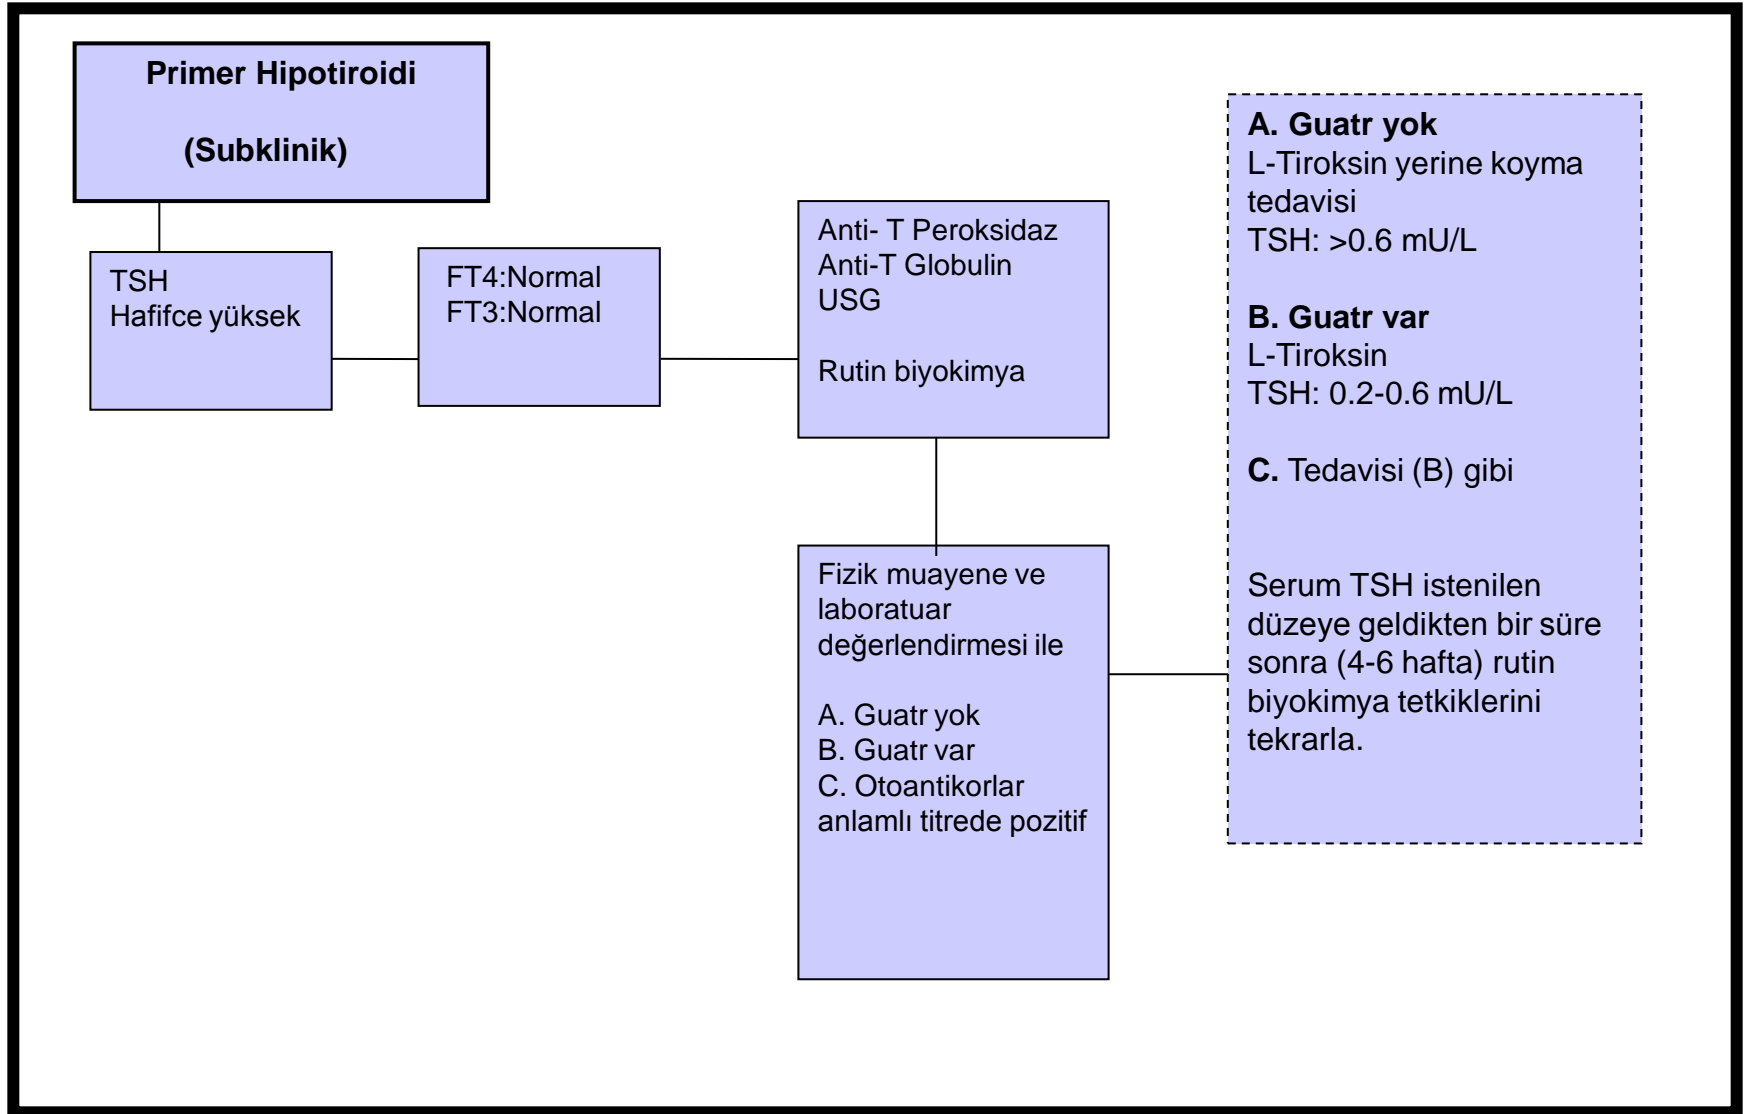 Primer Hipotiroidi
(Subklinik)
TSH
Hafifce yüksek
FT4:Normal
FT3:Normal
Anti- T Peroksidaz
Anti-T Globulin
USG
Rutin biyokimya
Fizik muayene ve
laboratuar
değerlendirmesi ile
A. Guatr yok
B. Guatr var
C. Otoantikorlar
anlamlı titrede pozitif
A. Guatr yok
L-Tiroksin yerine koyma
tedavisi
TSH: >0.6 mU/L
B. Guatr var
L-Tiroksin
TSH: 0.2-0.6 mU/L
C. Tedavisi (B) gibi
Serum TSH istenilen
düzeye geldikten bir süre
sonra (4-6 hafta) rutin
biyokimya tetkiklerini
tekrarla.